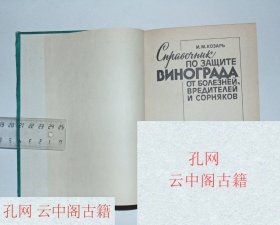 И.М.КОЗАРЬ
Справочник
ПО ЗАЩИТЕ
ВИНОГРАДА
ОТ БОЛЕЗНЕЙ,
ВРЕДИТЕЛЕЙ
И СОРНЯКОВ
孔网
云中阁古籍
孔网
云中阁古籍